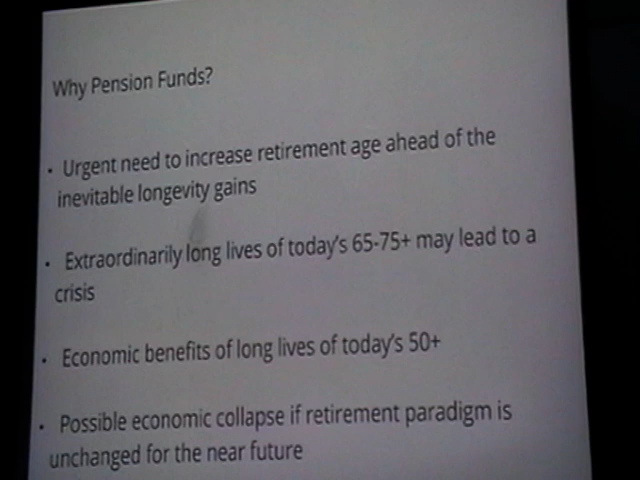 Why Pension Funds?
• Urgent need to increase retirement age ahead of the
inevitable longevity gains
• Extraordinarily long lives of today's 65-75+ may lead to a
crisis
• Economic benefits of long lives of today's 50+
• Possible economic collapse if retirement paradigm is
unchanged for the near future